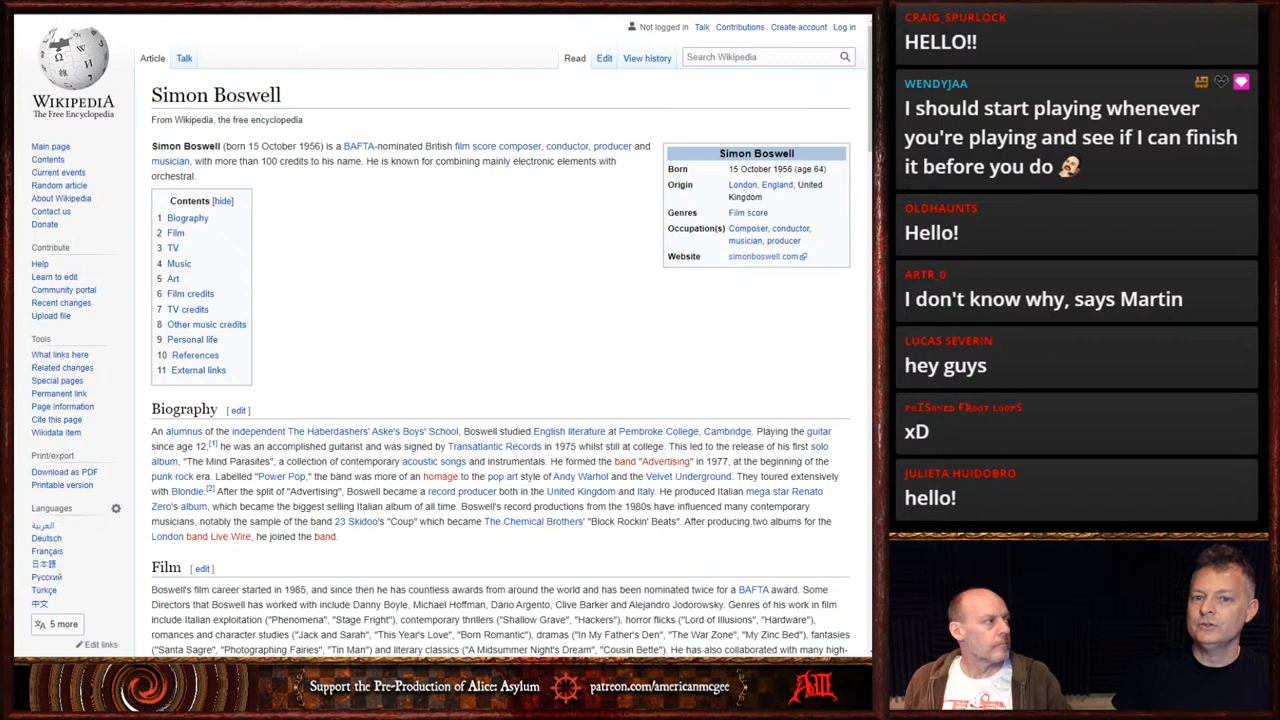 WIKIPEDIA
The Free Encyclopedia
Main page
Contents
Current events
Random article
About Wikipedia
Contact us
Donate
Contribute
Help
Learn to edit
Community portal
Recent changes
Upload file
Tools
What links here
Related changes
Special pages
Permanent link
Page information
Cite this page
Wikidata item
Print/export
Download as PDF
Printable version
Languages
العربية
Deutsch
Français
日本語
Русский
Türkçe
中文
5 more
Edit links
Not logged in Talk Contributions Create account Log in
Article Talk Read Edit View history Search Wikipedia
Simon Boswell
From Wikipedia, the free encyclopedia
Simon Boswell (born 15 October 1956) is a BAFTA-nominated British film score composer, conductor, producer and
musician, with more than 100 credits to his name. He is known for combining mainly electronic elements with
orchestral.
Simon Boswell
Born 15 October 1956 (age 64)
Origin London, England, United
Kingdom
Genres Film score
Occupation(s) Composer, conductor,
musician, producer
Website simonboswell.com
Contents [hide]
1 Biography
2 Film
3 TV
4 Music
5 Art
6 Film credits
7 TV credits
8 Other music credits
9 Personal life
10 References
11 External links
Biography [ edit ]
An alumnus of the independent The Haberdashers' Aske's Boys' School, Boswell studied English literature at Pembroke College, Cambridge. Playing the guitar
since age 12,[1] he was an accomplished guitarist and was signed by Transatlantic Records in 1975 whilst still at college. This led to the release of his first solo
album, "The Mind Parasites", a collection of contemporary acoustic songs and instrumentals. He formed the band "Advertising" in 1977, at the beginning of the
punk rock era. Labelled "Power Pop," the band was more of an homage to the pop art style of Andy Warhol and the Velvet Underground. They toured extensively
with Blondie.[2] After the split of "Advertising", Boswell became a record producer both in the United Kingdom and Italy. He produced Italian mega star Renato
Zero's album, which became the biggest selling Italian album of all time. Boswell's record productions from the 1980s have influenced many contemporary
musicians, notably the sample of the band 23 Skidoo's "Coup" which became The Chemical Brothers' "Block Rockin' Beats". After producing two albums for the
London band Live Wire, he joined the band.
Film [ edit ]
Boswell's film career started in 1985, and since then he has countless awards from around the world and has been nominated twice for a BAFTA award. Some
Directors that Boswell has worked with include Danny Boyle, Michael Hoffman, Dario Argento, Clive Barker and Alejandro Jodorowsky. Genres of his work in film
include Italian exploitation ("Phenomena", "Stage Fright"), contemporary thrillers ("Shallow Grave", "Hackers"), horror flicks ("Lord of Illusions", "Hardware"),
romances and character studies ("Jack and Sarah", "This Year's Love", "Born Romantic"), dramas ("In My Father's Den", "The War Zone", "My Zinc Bed"), fantasies
("Santa Sagre", "Photographing Fairies", "Tin Man") and literary classics ("A Midsummer Night's Dream", "Cousin Bette"). He has also collaborated with many high-
CRAIG_SPURLOCK
HELLO!!
WENDYJAA
I should start playing whenever
you're playing and see if I can finish
it before you do
OLDHAUNTS
Hello!
ARTR_0
I don't know why, says Martin
LUCAS SEVERIN
hey guys
ᴘᴏISᴏɴᴇᴅ FRᴏᴏᴛ ʟᴏᴏᴘS
xD
JULIETA HUIDOBRO
hello!
Support the Pre-Production of Alice: Asylum patreon.com/americanmcgee